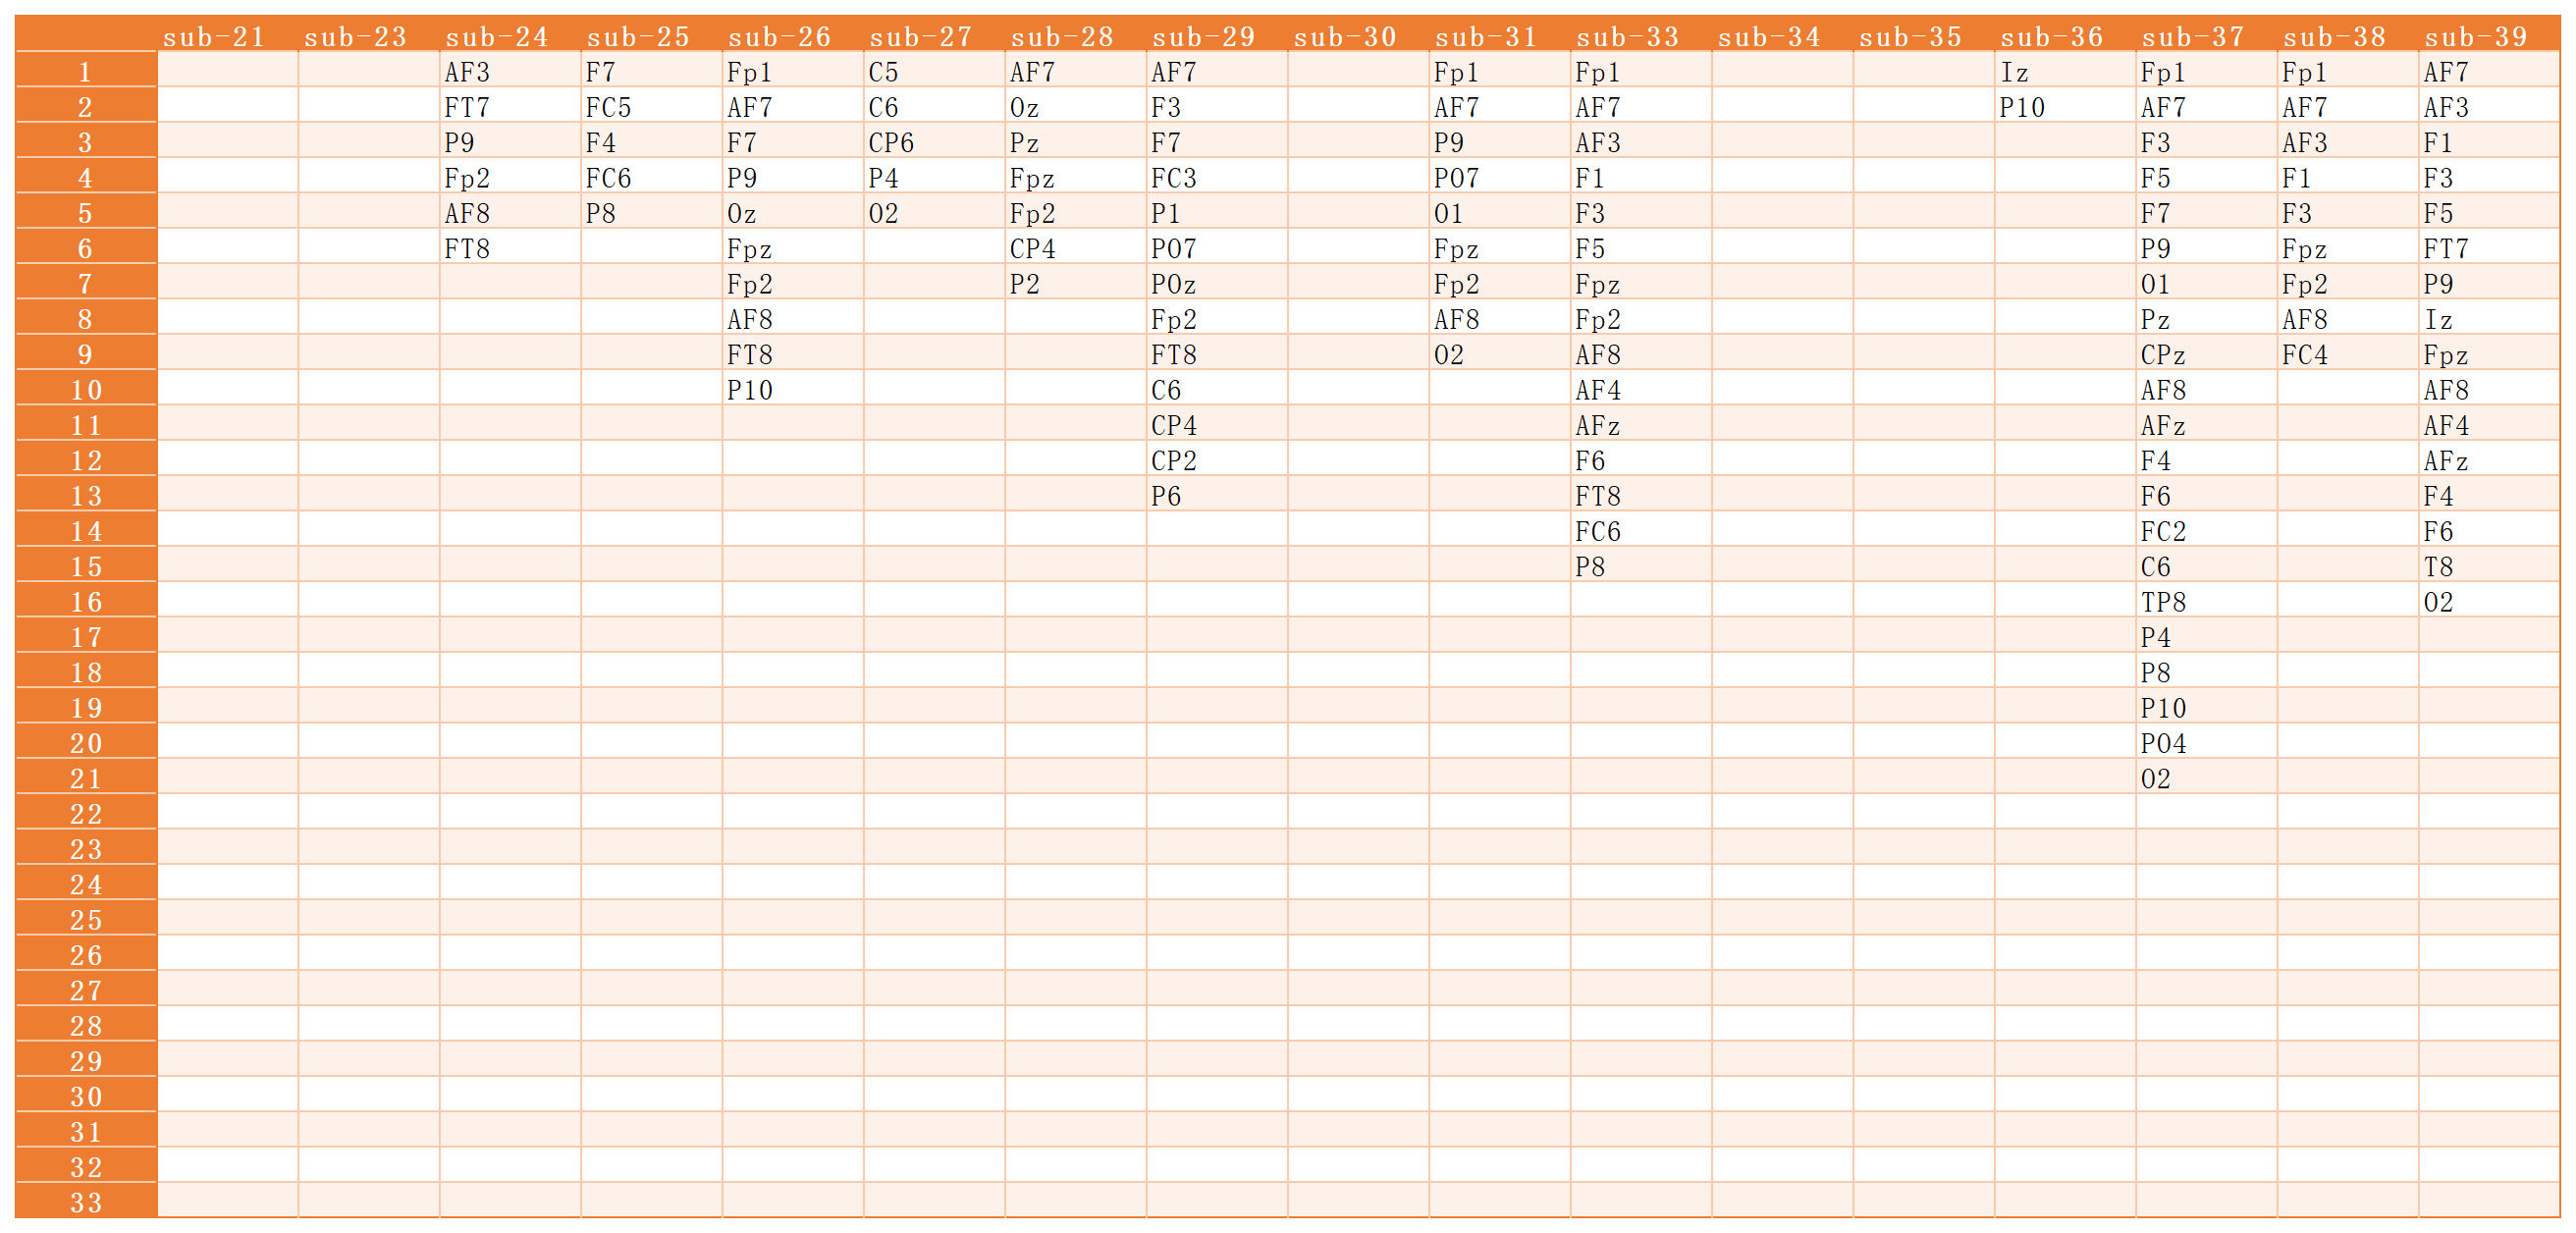 sub-21 sub-23 sub-24 sub-25 sub-26 sub-27 sub-28 sub-29 sub-30 sub-31 sub-33 sub-34 sub-35 sub-36 sub-37 sub-38 sub-39
1 AF3 F7 Fp1 C5 AF7 AF7 Fp1 Fp1 Iz Fp1 Fp1 AF7
2 FT7 FC5 AF7 C6 Oz F3 AF7 AF7 P10 AF7 AF7 AF3
3 P9 F4 F7 CP6 Pz F7 P9 AF3 F3 AF3 F1
4 Fp2 FC6 P9 P4 Fpz FC3 PO7 F1 F5 F1 F3
5 AF8 P8 Oz O2 Fp2 P1 O1 F3 F7 F3 F5
6 FT8 Fpz CP4 PO7 Fpz F5 P9 Fpz FT7
7 Fp2 P2 POz Fp2 Fpz O1 Fp2 P9
8 AF8 Fp2 AF8 Fp2 Pz AF8 Iz
9 FT8 FT8 O2 AF8 CPz FC4 Fpz
10 P10 C6 AF4 AF8 AF8
11 CP4 AFz AFz AF4
12 CP2 F6 F4 AFz
13 P6 FT8 F6 F4
14 FC6 FC2 F6
15 P8 C6 T8
16 TP8 O2
17 P4
18 P8
19 P10
20 PO4
21 O2
22
23
24
25
26
27
28
29
30
31
32
33